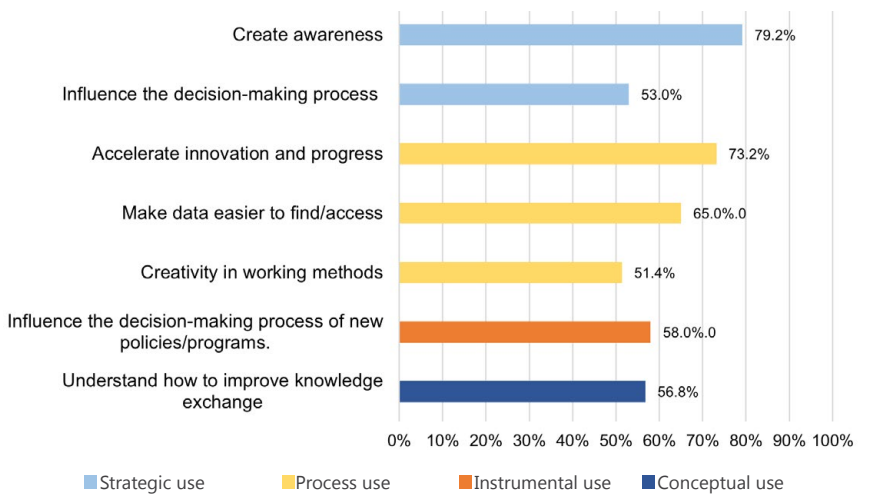 Create awareness
79.2%
Influence the decision-making process
53.0%
Accelerate innovation and progress
73.2%
Make data easier to find/access
65.0%.0
Creativity in working methods
51.4%
Influence the decision-making process of new
policies/programs.
58.0%.0
Understand how to improve knowledge
exchange
56.8%
0% 10% 20% 30% 40% 50% 60% 70% 80% 90% 100%
Strategic use Process use Instrumental use Conceptual use